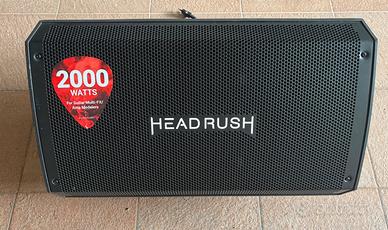 2000
WATTS
For Guitar Multi-FX/
Amp Modelers
HEADRUSH